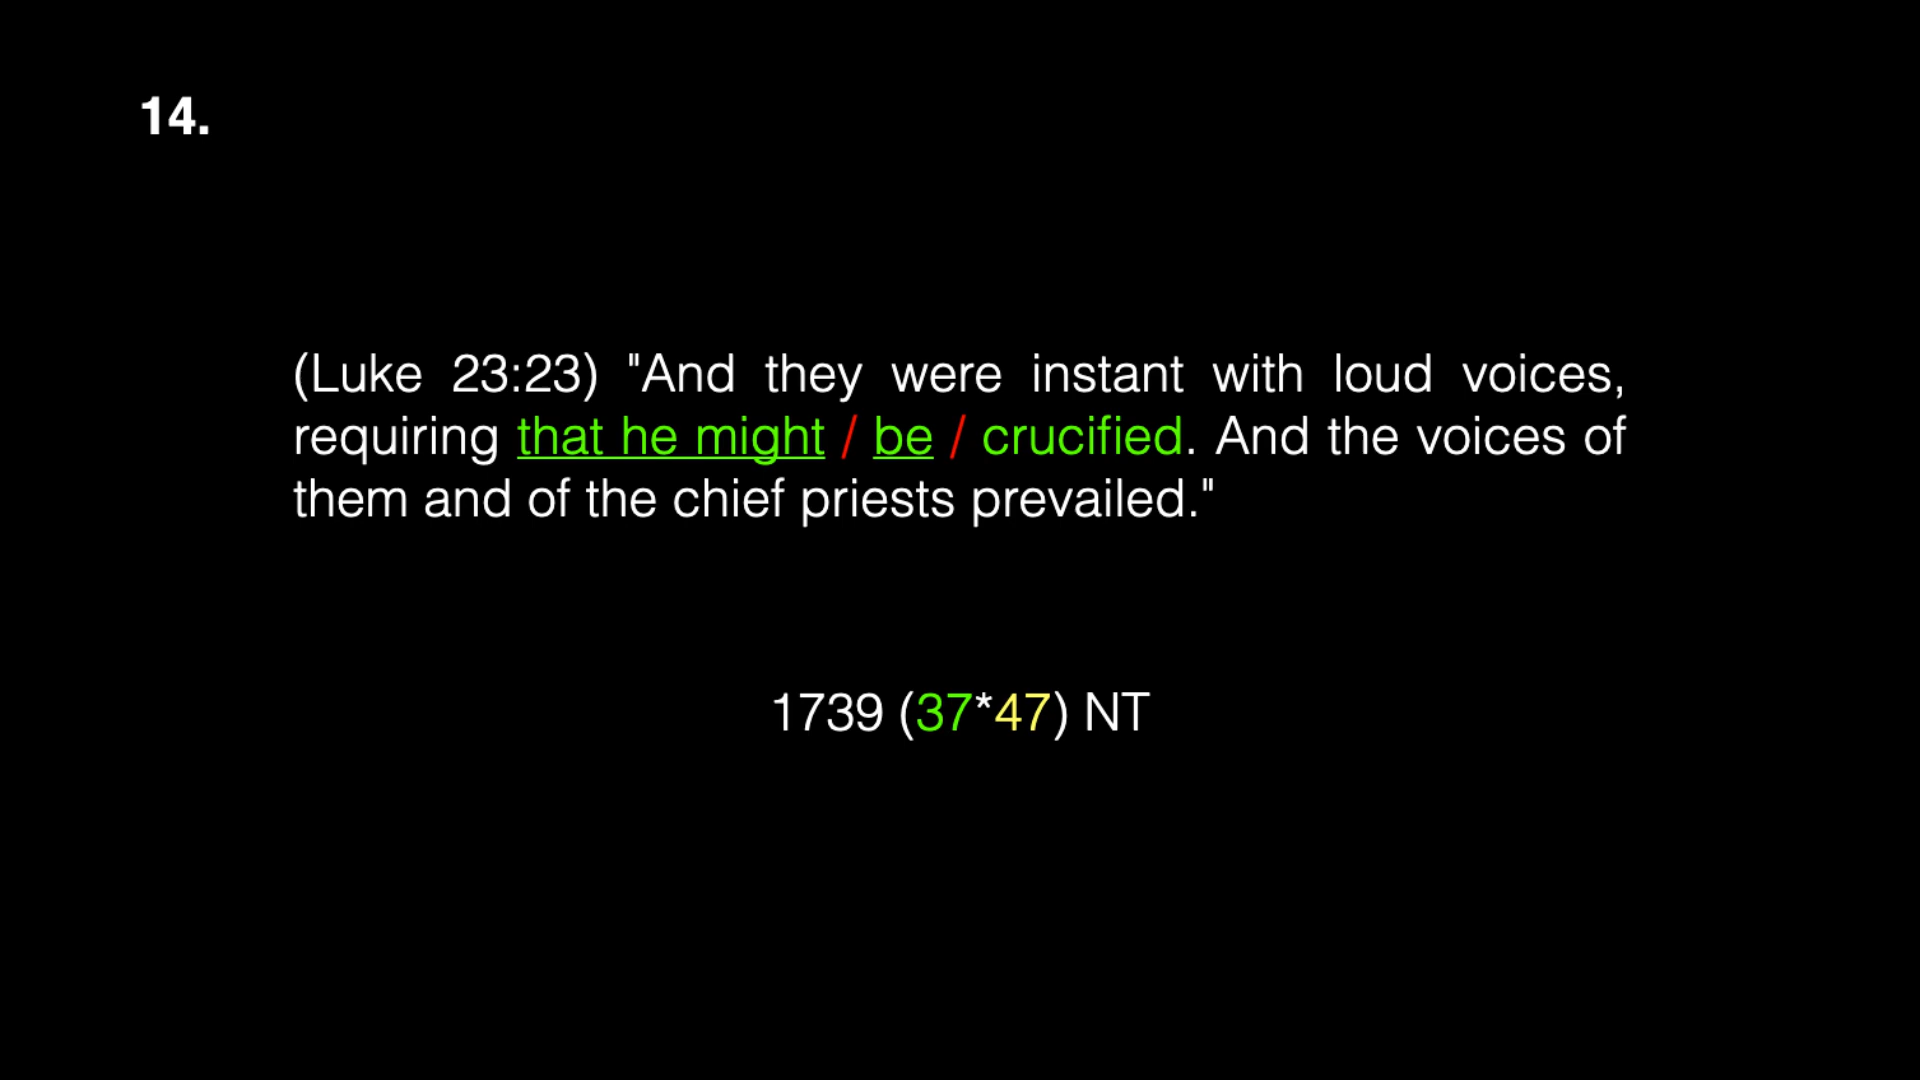 14.
(Luke 23:23) "And they were instant with loud voices,
requiring that he might / be / crucified. And the voices of
them and of the chief priests prevailed."
1739 (37*47) NT